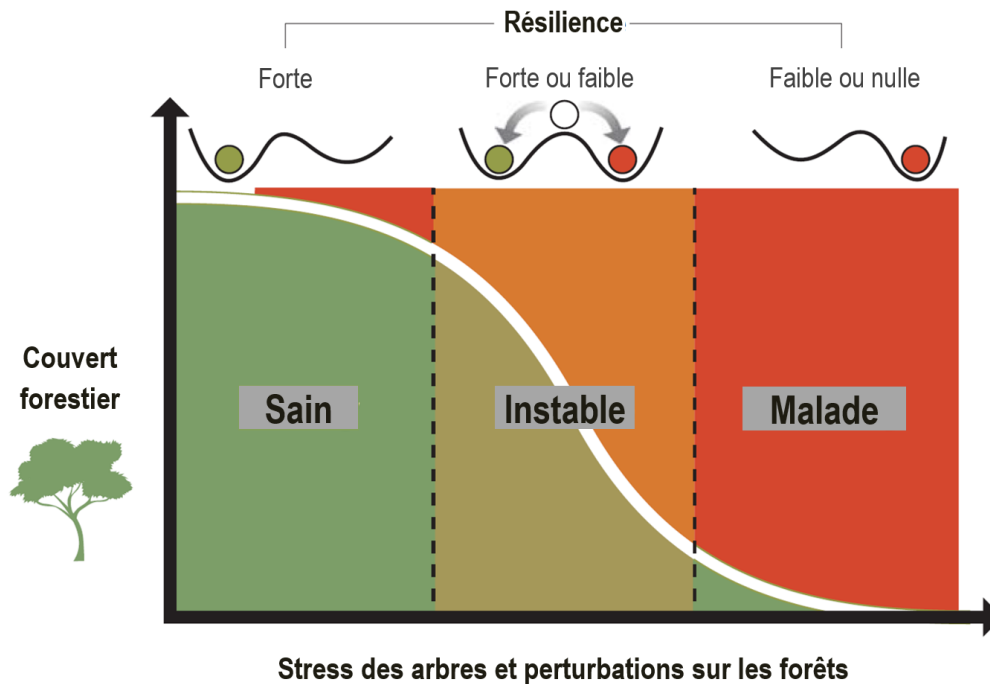 Résilience
Forte
Forte ou faible
Faible ou nulle
Couvert
forestier
Sain
Instable
Malade
Stress des arbres et perturbations sur les forêts